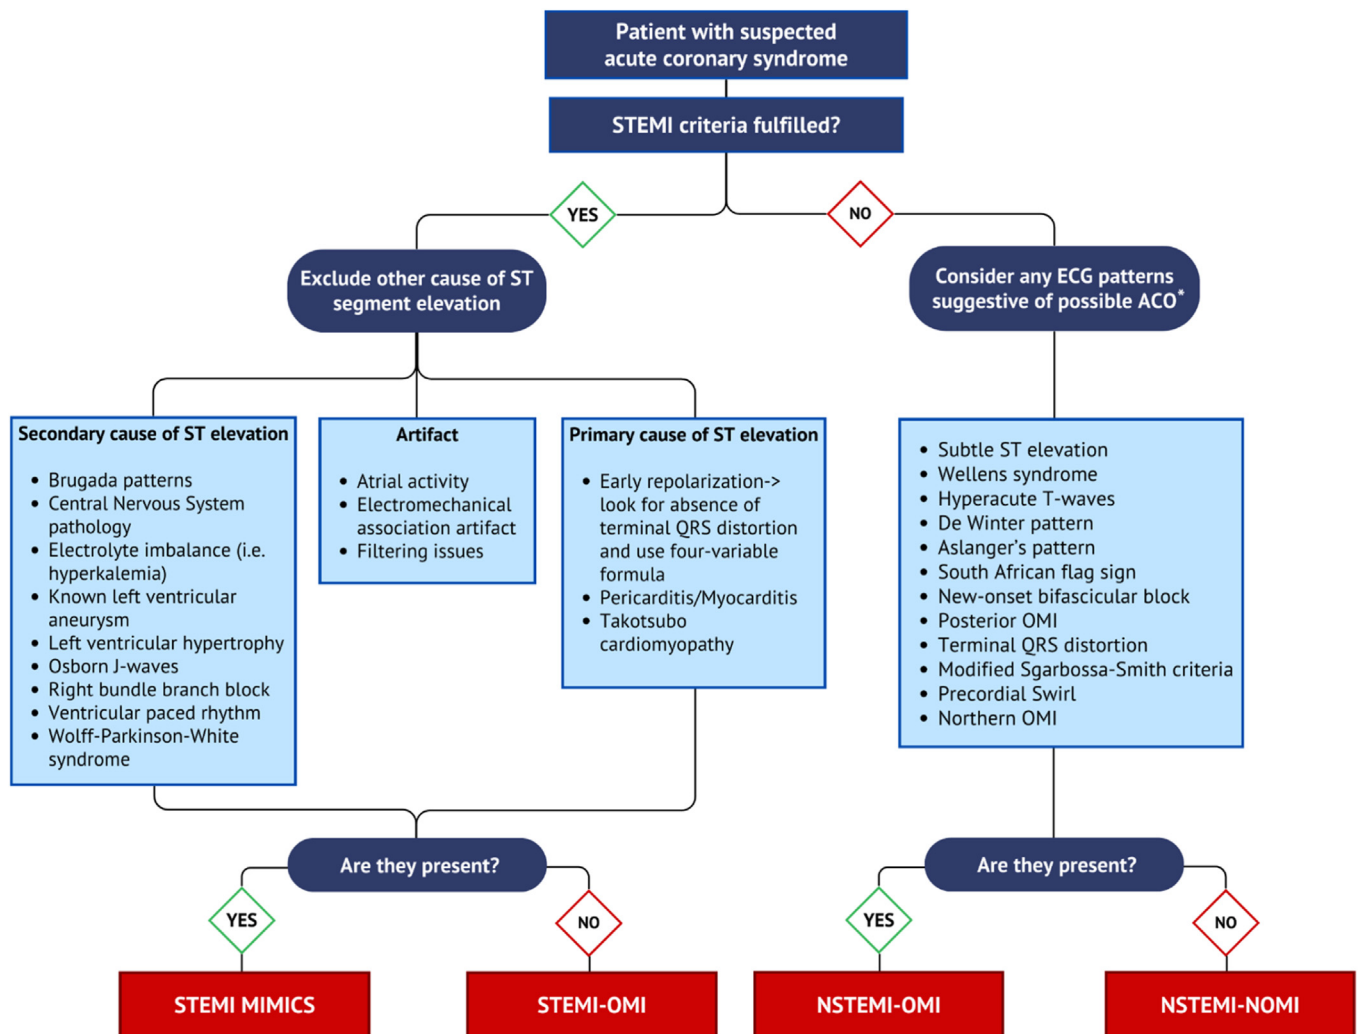 Patient with suspected
acute coronary syndrome
STEMI criteria fulfilled?
YES
NO
Exclude other cause of ST
segment elevation
Consider any ECG patterns
suggestive of possible ACO*
Secondary cause of ST elevation
• Brugada patterns
• Central Nervous System
pathology
• Electrolyte imbalance (i.e.
hyperkalemia)
• Known left ventricular
aneurysm
• Left ventricular hypertrophy
• Osborn J-waves
• Right bundle branch block
• Ventricular paced rhythm
• Wolff-Parkinson-White
syndrome
Artifact
• Atrial activity
• Electromechanical
association artifact
• Filtering issues
Primary cause of ST elevation
• Early repolarization->
look for absence of
terminal QRS distortion
and use four-variable
formula
• Pericarditis/Myocarditis
• Takotsubo
cardiomyopathy
• Subtle ST elevation
• Wellens syndrome
• Hyperacute T-waves
• De Winter pattern
• Aslanger’s pattern
• South African flag sign
• New-onset bifascicular block
• Posterior OMI
• Terminal QRS distortion
• Modified Sgarbossa-Smith criteria
• Precordial Swirl
• Northern OMI
Are they present?
Are they present?
YES
NO
YES
NO
STEMI MIMICS
STEMI-OMI
NSTEMI-OMI
NSTEMI-NOMI